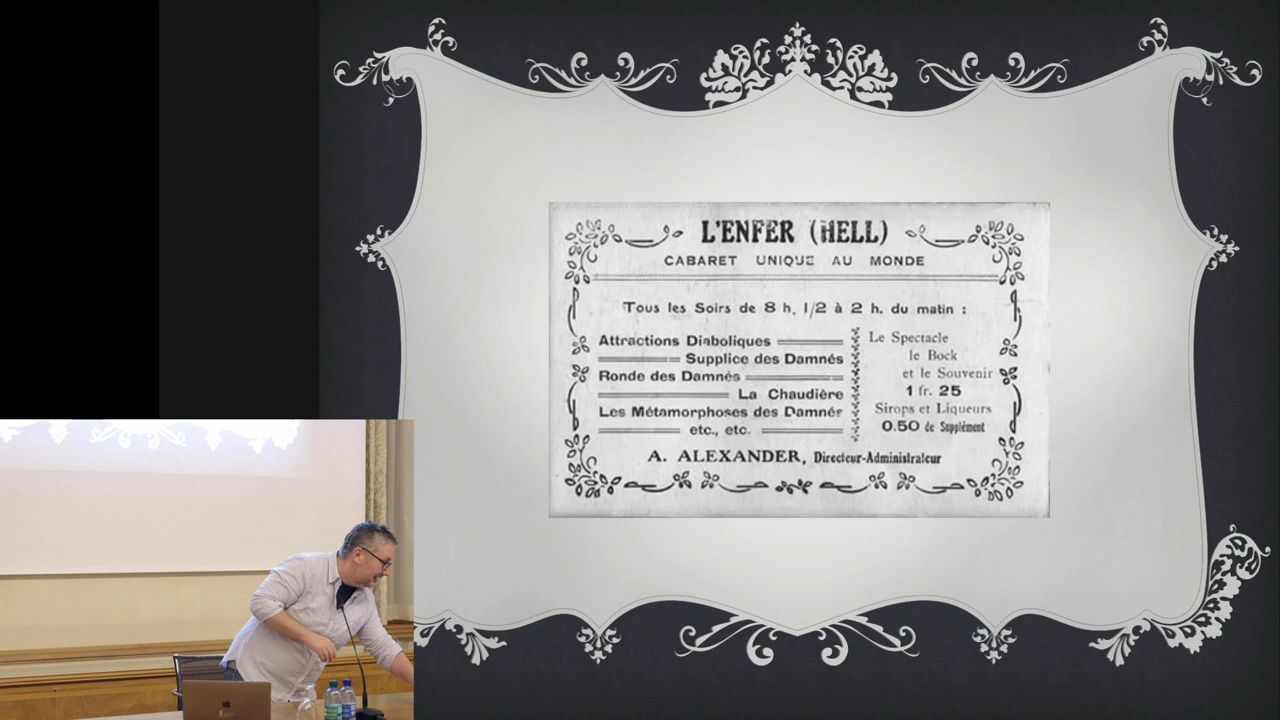 L'ENFER (HELL)
CABARET UNIQUE AU MONDE
Tous les Soirs de 8 h, 1/2 à 2 h. du matin :
Attractions Diaboliques
Supplice des Damnés
Ronde des Damnés
La Chaudière
Les Métamorphoses des Damnés
etc., etc.
Le Spectacle
le Bock
et le Souvenir
1 fr. 25
Sirops et Liqueurs
0.50 de Supplément
A. ALEXANDER, Directeur-Administrateur